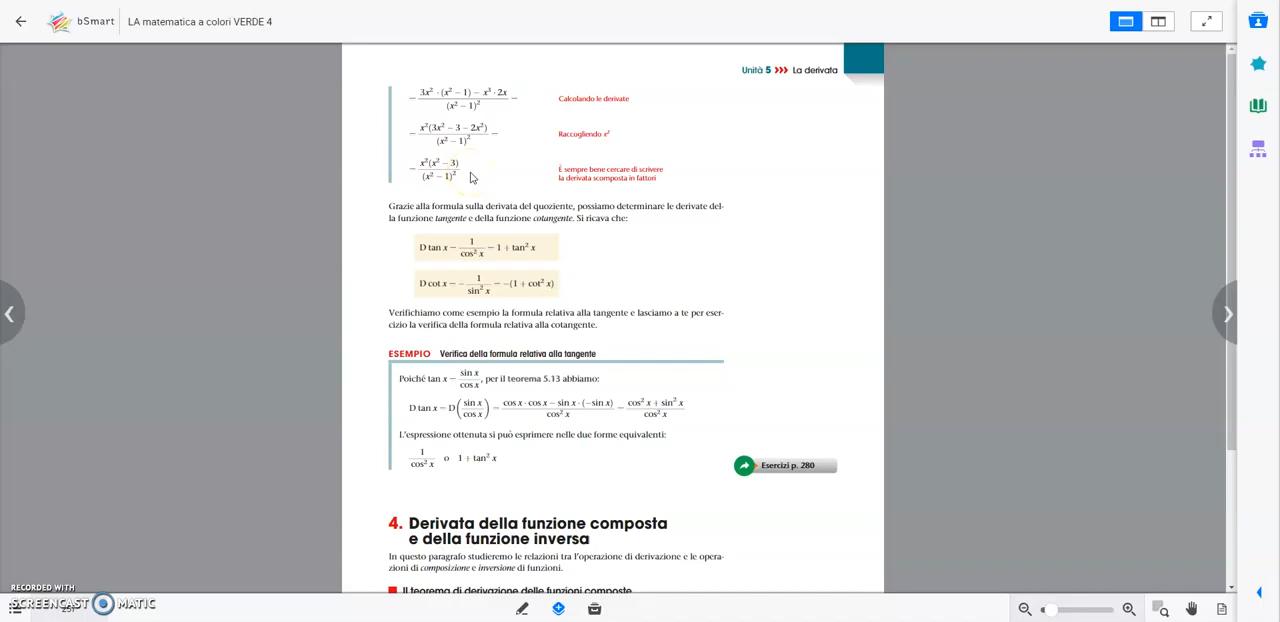 bSmart LA matematica a colori VERDE 4
Unità 5 >>> La derivata
= 3x² · (x² − 1) − x³ · 2x / (x² − 1)² = Calcolando le derivate
= x²(3x² − 3 − 2x²) / (x² − 1)² = Raccogliendo x²
= x²(x² − 3) / (x² − 1)² È sempre bene cercare di scrivere
la derivata scomposta in fattori
Grazie alla formula sulla derivata del quoziente, possiamo determinare le derivate del-
la funzione tangente e della funzione cotangente. Si ricava che:
D tan x = 1 / cos² x = 1 + tan² x
D cot x = − 1 / sin² x = −(1 + cot² x)
Verifichiamo come esempio la formula relativa alla tangente e lasciamo a te per eser-
cizio la verifica della formula relativa alla cotangente.
ESEMPIO Verifica della formula relativa alla tangente
Poiché tan x = sin x / cos x, per il teorema 5.13 abbiamo:
D tan x = D(sin x / cos x) = cos x · cos x − sin x · (−sin x) / cos² x = cos² x + sin² x / cos² x
L'espressione ottenuta si può esprimere nelle due forme equivalenti:
1 / cos² x o 1 + tan² x
Esercizi p. 280
4. Derivata della funzione composta
e della funzione inversa
In questo paragrafo studieremo le relazioni tra l'operazione di derivazione e le opera-
zioni di composizione e inversione di funzioni.
Il teorema di derivazione delle funzioni composte
RECORDED WITH
SCREENCAST MATIC